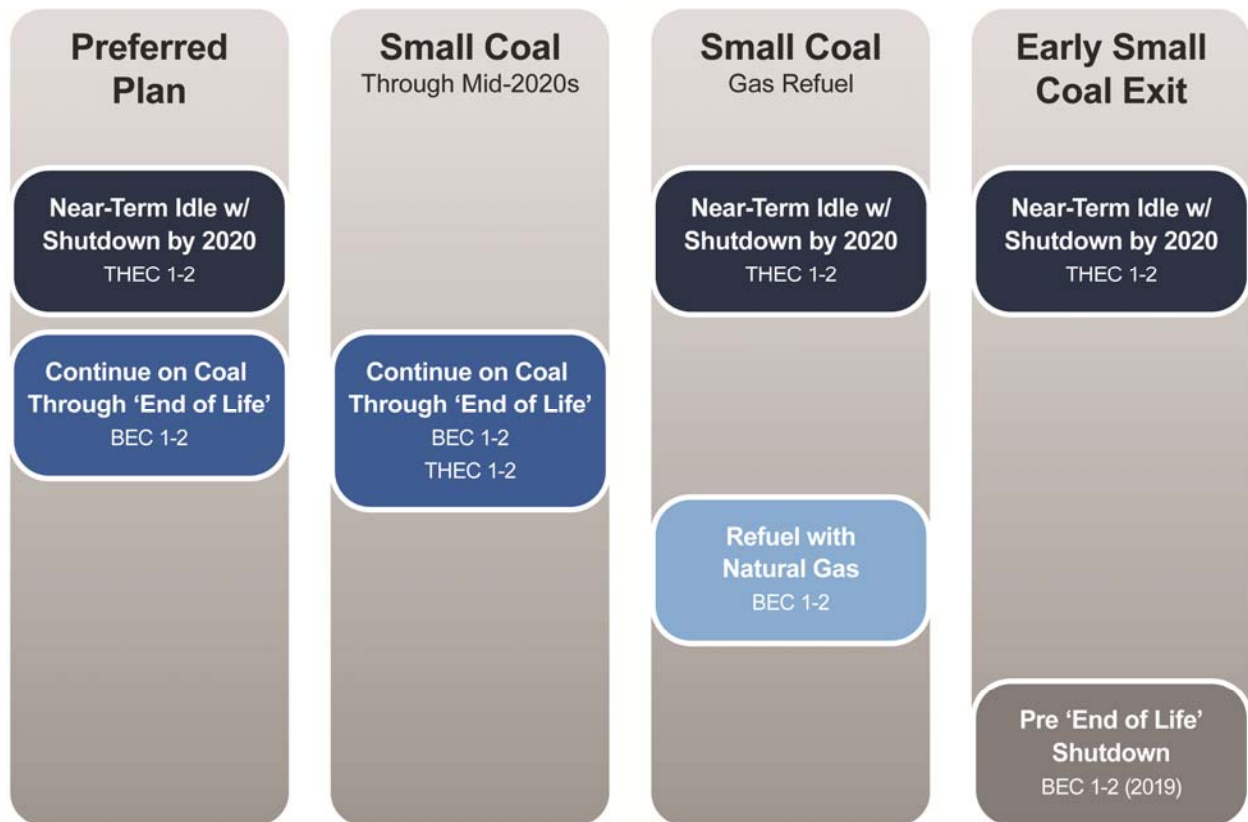 Preferred
Plan
Near-Term Idle w/
Shutdown by 2020
THEC 1-2
Continue on Coal
Through ‘End of Life’
BEC 1-2
Small Coal
Through Mid-2020s
Continue on Coal
Through ‘End of Life’
BEC 1-2
THEC 1-2
Small Coal
Gas Refuel
Near-Term Idle w/
Shutdown by 2020
THEC 1-2
Refuel with
Natural Gas
BEC 1-2
Early Small
Coal Exit
Near-Term Idle w/
Shutdown by 2020
THEC 1-2
Pre ‘End of Life’
Shutdown
BEC 1-2 (2019)